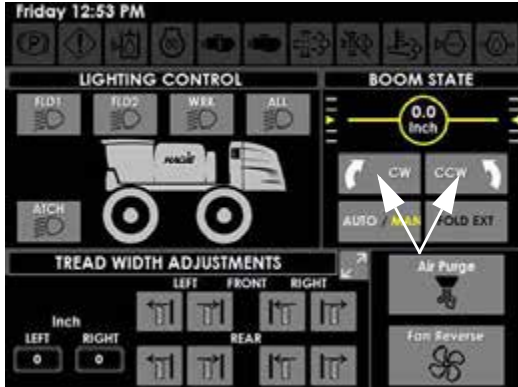 Friday 12:53 PM
LIGHTING CONTROL
FLD1 FLD2 WRK ALL
HAGIE
ATCH
BOOM STATE
0.0
Inch
CW CCW
AUTO / MAN FOLD EXT
TREAD WIDTH ADJUSTMENTS
LEFT FRONT RIGHT
Inch
LEFT RIGHT
REAR
0 0
Air Purge
Fan Reverse